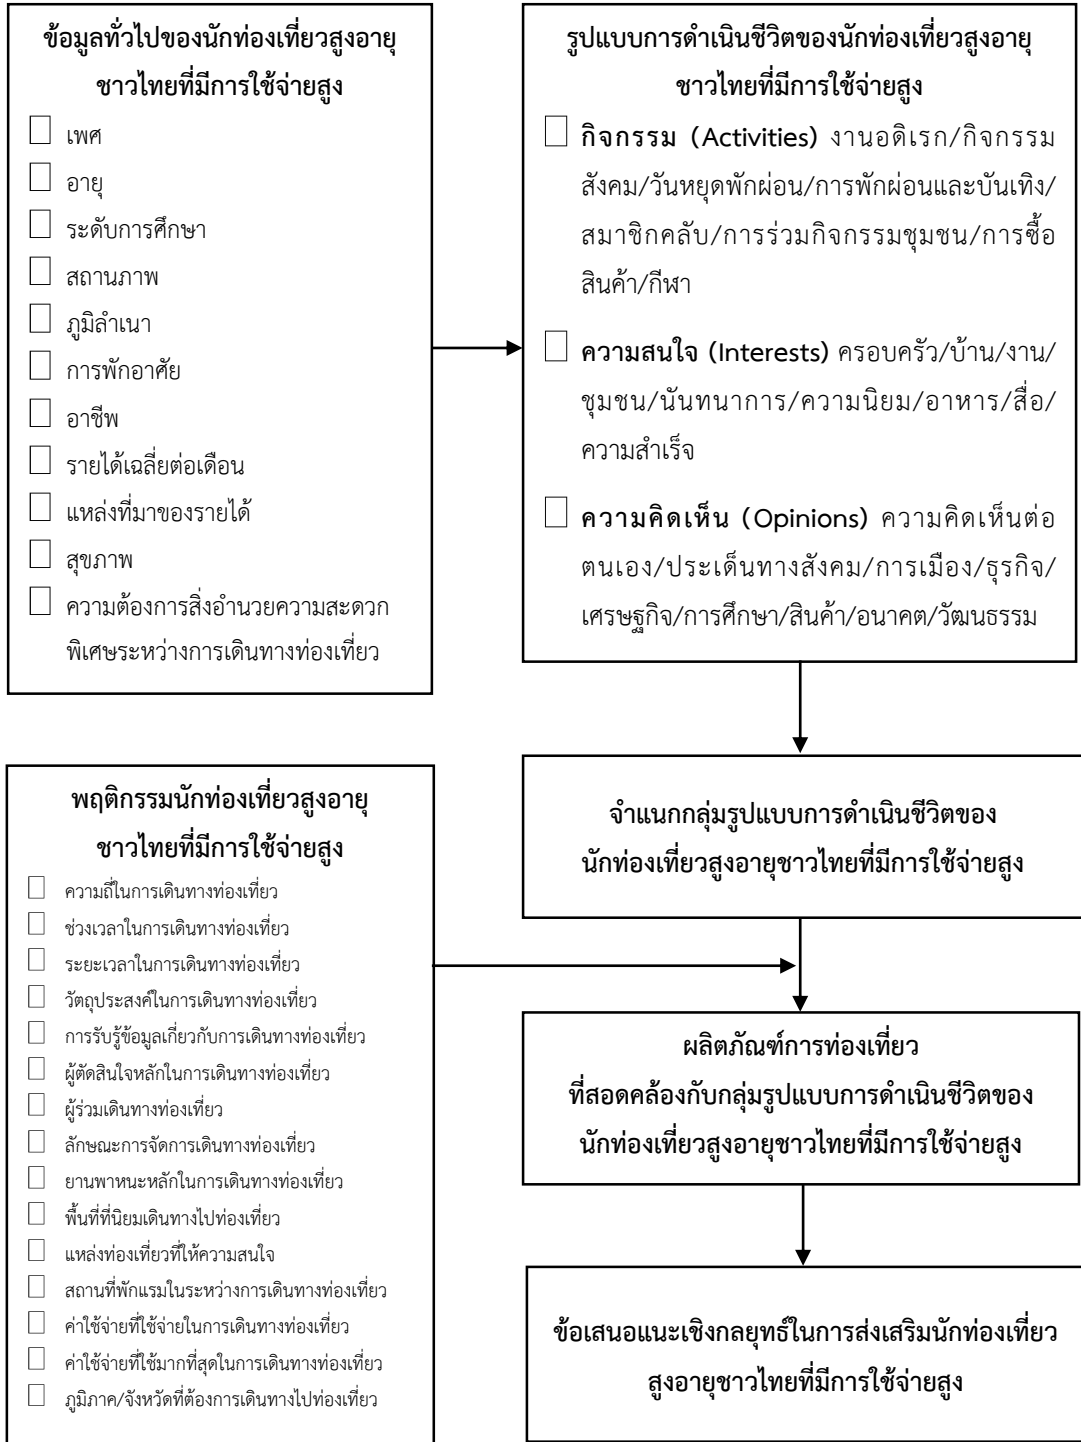 ข้อมูลทั่วไปของนักท่องเที่ยวสูงอายุ
ชาวไทยที่มีการใช้จ่ายสูง
เพศ
อายุ
ระดับการศึกษา
สถานภาพ
ภูมิลำเนา
การพักอาศัย
อาชีพ
รายได้เฉลี่ยต่อเดือน
แหล่งที่มาของรายได้
สุขภาพ
ความต้องการสิ่งอำนวยความสะดวก
พิเศษระหว่างการเดินทางท่องเที่ยว
รูปแบบการดำเนินชีวิตของนักท่องเที่ยวสูงอายุ
ชาวไทยที่มีการใช้จ่ายสูง
กิจกรรม (Activities) งานอดิเรก/กิจกรรม
สังคม/วันหยุดพักผ่อน/การพักผ่อนและบันเทิง/
สมาชิกคลับ/การร่วมกิจกรรมชุมชน/การซื้อ
สินค้า/กีฬา
ความสนใจ (Interests) ครอบครัว/บ้าน/งาน/
ชุมชน/นันทนาการ/ความนิยม/อาหาร/สื่อ/
ความสำเร็จ
ความคิดเห็น (Opinions) ความคิดเห็นต่อ
ตนเอง/ประเด็นทางสังคม/การเมือง/ธุรกิจ/
เศรษฐกิจ/การศึกษา/สินค้า/อนาคต/วัฒนธรรม
พฤติกรรมนักท่องเที่ยวสูงอายุ
ชาวไทยที่มีการใช้จ่ายสูง
ความถี่ในการเดินทางท่องเที่ยว
ช่วงเวลาในการเดินทางท่องเที่ยว
ระยะเวลาในการเดินทางท่องเที่ยว
วัตถุประสงค์ในการเดินทางท่องเที่ยว
การรับรู้ข้อมูลเกี่ยวกับการเดินทางท่องเที่ยว
ผู้ตัดสินใจหลักในการเดินทางท่องเที่ยว
ผู้ร่วมเดินทางท่องเที่ยว
ลักษณะการจัดการเดินทางท่องเที่ยว
ยานพาหนะหลักในการเดินทางท่องเที่ยว
พื้นที่ที่นิยมเดินทางไปท่องเที่ยว
แหล่งท่องเที่ยวที่ให้ความสนใจ
สถานที่พักแรมในระหว่างการเดินทางท่องเที่ยว
ค่าใช้จ่ายที่ใช้จ่ายในการเดินทางท่องเที่ยว
ค่าใช้จ่ายที่ใช้มากที่สุดในการเดินทางท่องเที่ยว
ภูมิภาค/จังหวัดที่ต้องการเดินทางไปท่องเที่ยว
จำแนกกลุ่มรูปแบบการดำเนินชีวิตของ
นักท่องเที่ยวสูงอายุชาวไทยที่มีการใช้จ่ายสูง
ผลิตภัณฑ์การท่องเที่ยว
ที่สอดคล้องกับกลุ่มรูปแบบการดำเนินชีวิตของ
นักท่องเที่ยวสูงอายุชาวไทยที่มีการใช้จ่ายสูง
ข้อเสนอแนะเชิงกลยุทธ์ในการส่งเสริมนักท่องเที่ยว
สูงอายุชาวไทยที่มีการใช้จ่ายสูง